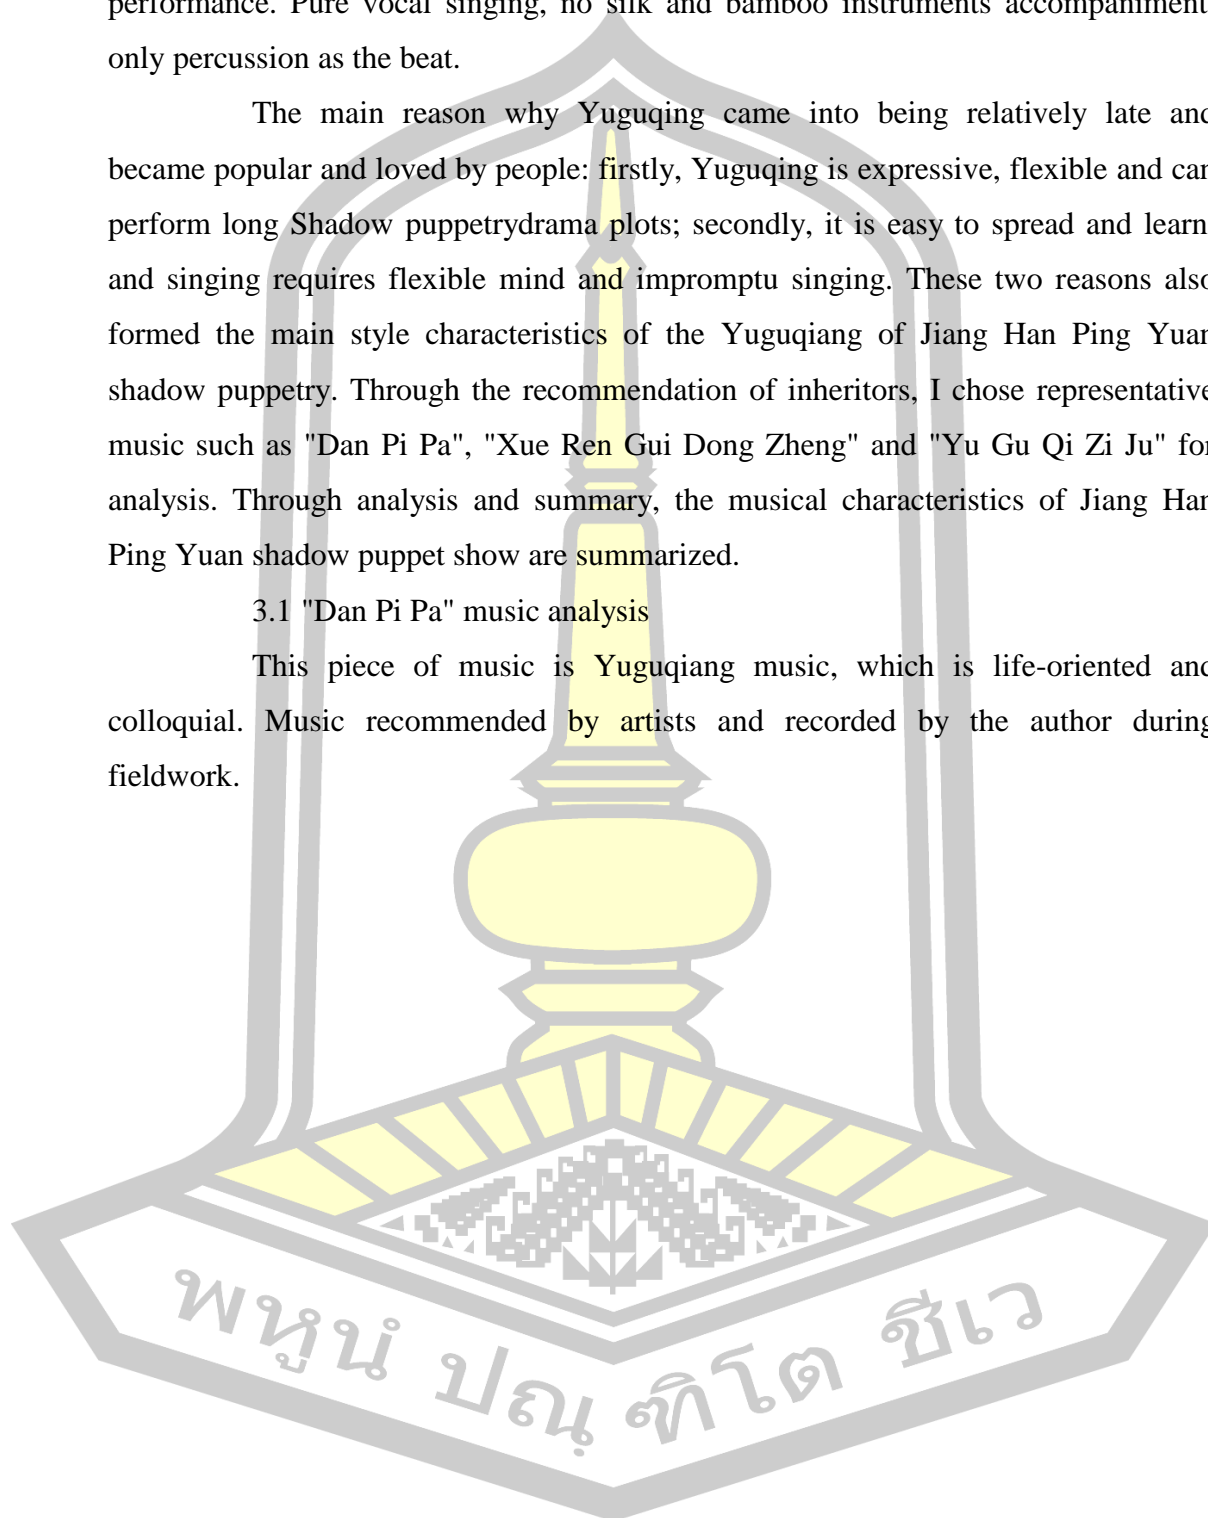 performance. Pure vocal singing, no silk and bamboo instruments accompaniment
only percussion as the beat.
The main reason why Yuguqing came into being relatively late and
became popular and loved by people: firstly, Yuguqing is expressive, flexible and can
perform long Shadow puppetrydrama plots; secondly, it is easy to spread and learn,
and singing requires flexible mind and impromptu singing. These two reasons also
formed the main style characteristics of the Yuguqiang of Jiang Han Ping Yuan
shadow puppetry. Through the recommendation of inheritors, I chose representative
music such as "Dan Pi Pa", "Xue Ren Gui Dong Zheng" and "Yu Gu Qi Zi Ju" for
analysis. Through analysis and summary, the musical characteristics of Jiang Han
Ping Yuan shadow puppet show are summarized.
3.1 "Dan Pi Pa" music analysis
This piece of music is Yuguqiang music, which is life-oriented and
colloquial. Music recommended by artists and recorded by the author during
fieldwork.
พหูนํ ปณฺฑิโต ชีเว